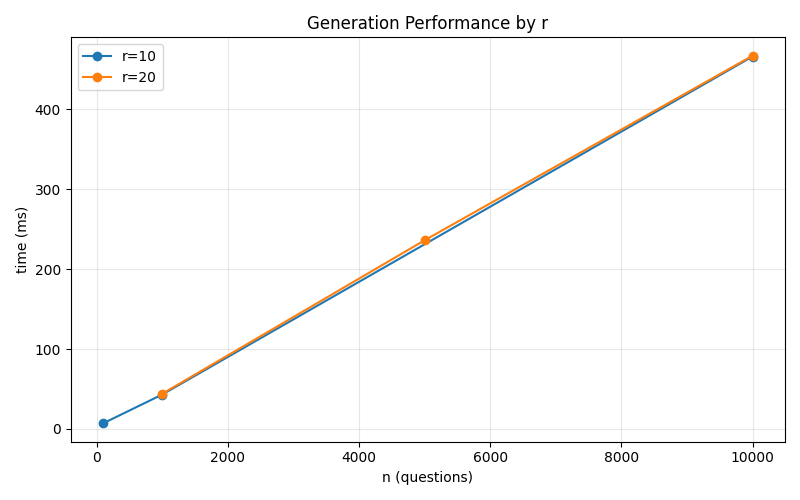 Generation Performance by r
r=10
r=20
time (ms)
400
300
200
100
0
0 2000 4000 6000 8000 10000
n (questions)